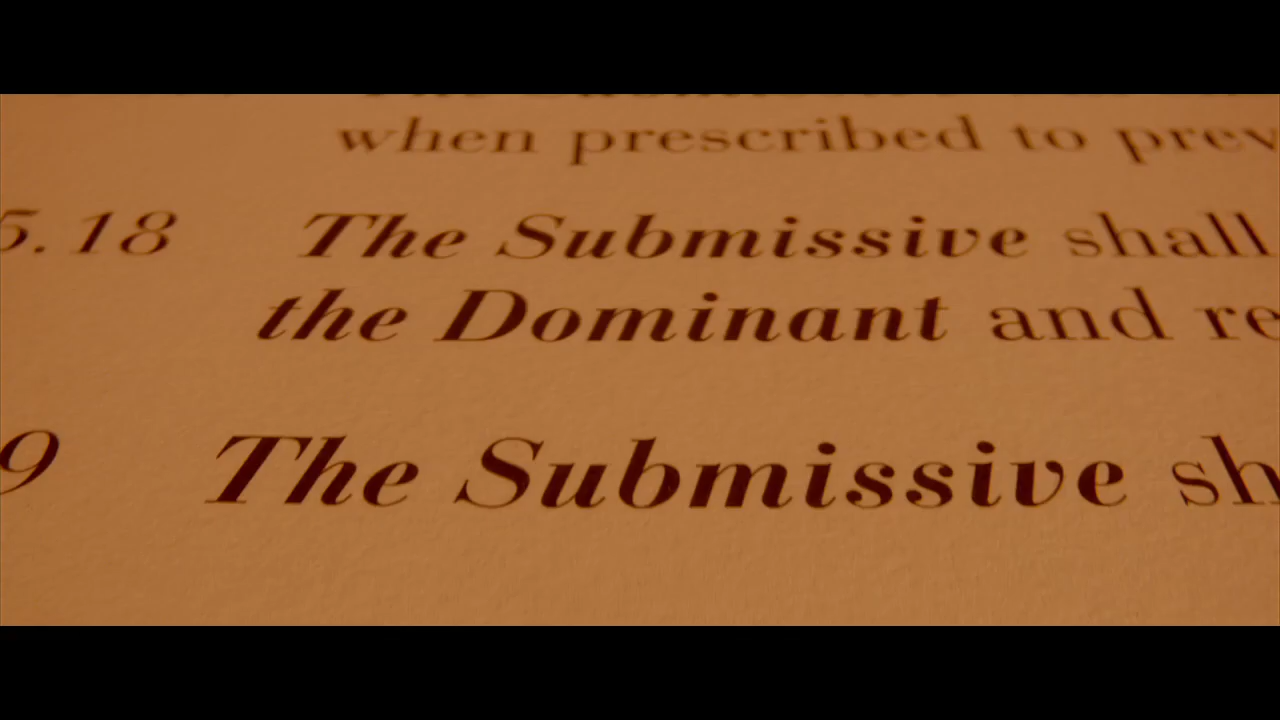 when prescribed to prev
5.18 The Submissive shall
the Dominant and re
9 The Submissive sh